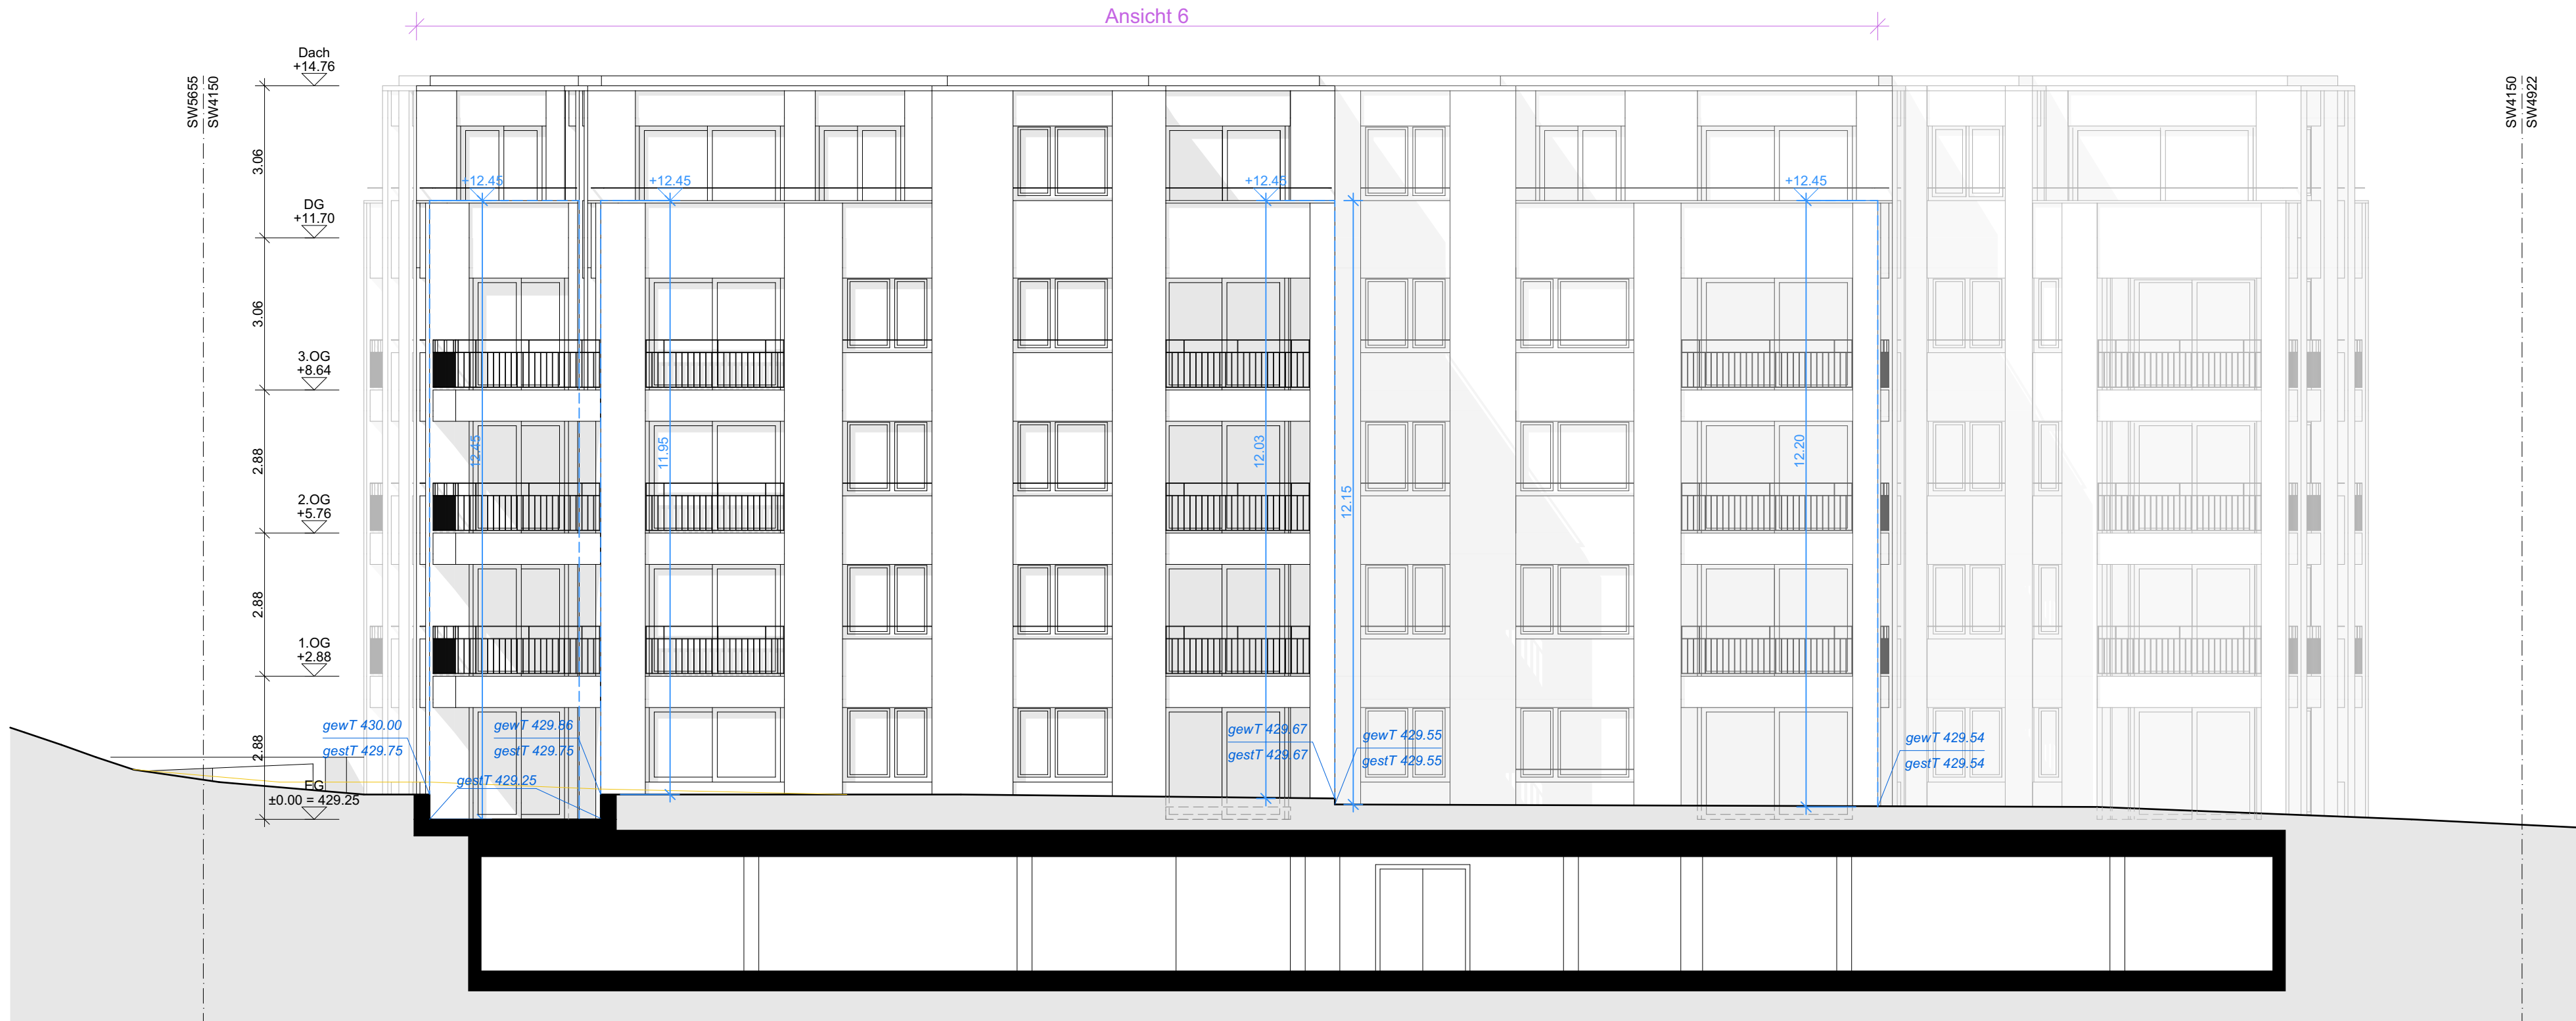 Ansicht 6
Dach
+14.76
SW5655
SW4150
SW4150
SW4922
3.06
+12.45
+12.45
+12.45
+12.45
DG
+11.70
3.06
3.OG
+8.64
2.88
12.45
11.95
12.03
12.20
12.15
2.OG
+5.76
2.88
1.OG
+2.88
2.88
gewT 430.00
gestT 429.75
gewT 429.86
gestT 429.75
gestT 429.25
gewT 429.67
gestT 429.67
gewT 429.55
gestT 429.55
gewT 429.54
gestT 429.54
EG
±0.00 = 429.25